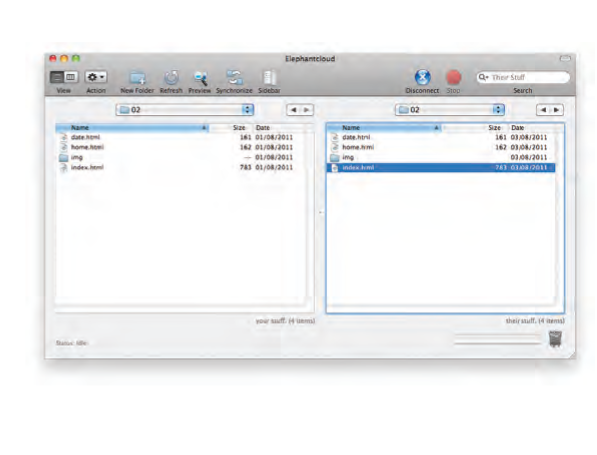 Elephantcloud
View Action New Folder Refresh Preview Synchronize Sidebar Disconnect Stop Their Stuff Search
02 02
Name Size Date Name Size Date
date.html 161 01/08/2011 date.html 161 03/08/2011
home.html 162 01/08/2011 home.html 162 03/08/2011
img -- 01/08/2011 img 03/08/2011
index.html 783 01/08/2011 index.html 783 03/08/2011
your stuff. (4 items) their stuff. (4 items)
Status: Idle.